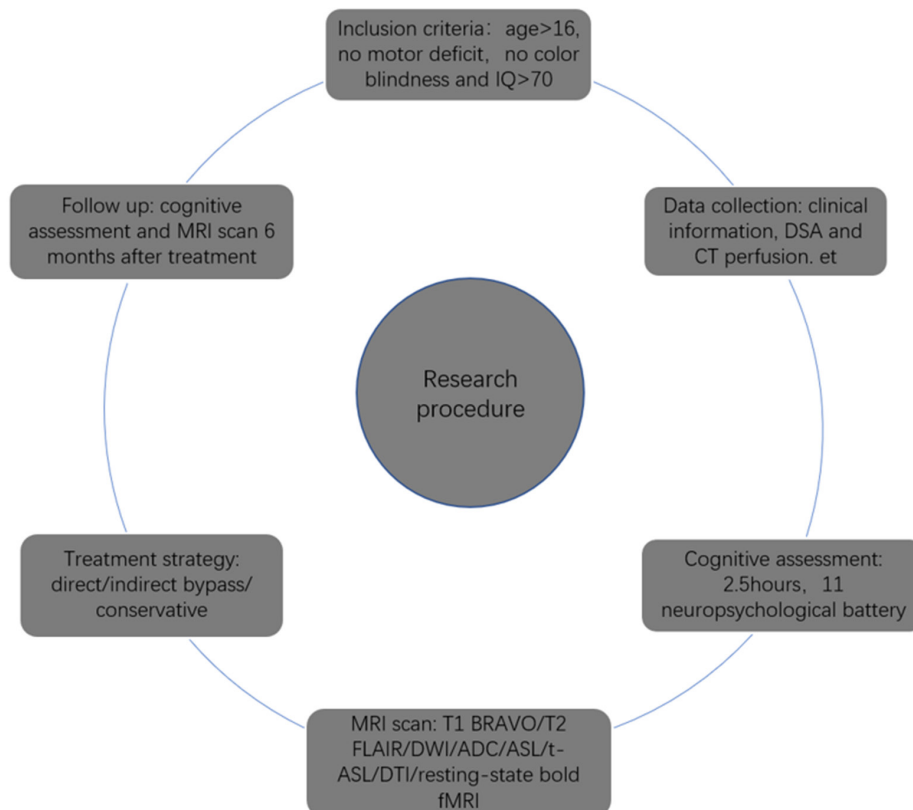 Inclusion criteria： age>16,
no motor deficit， no color
blindness and IQ>70
Data collection: clinical
information, DSA and
CT perfusion. et
Cognitive assessment:
2.5hours， 11
neuropsychological battery
MRI scan: T1 BRAVO/T2
FLAIR/DWI/ADC/ASL/t-
ASL/DTI/resting-state bold
fMRI
Treatment strategy:
direct/indirect bypass/
conservative
Follow up: cognitive
assessment and MRI scan 6
months after treatment
Research
procedure